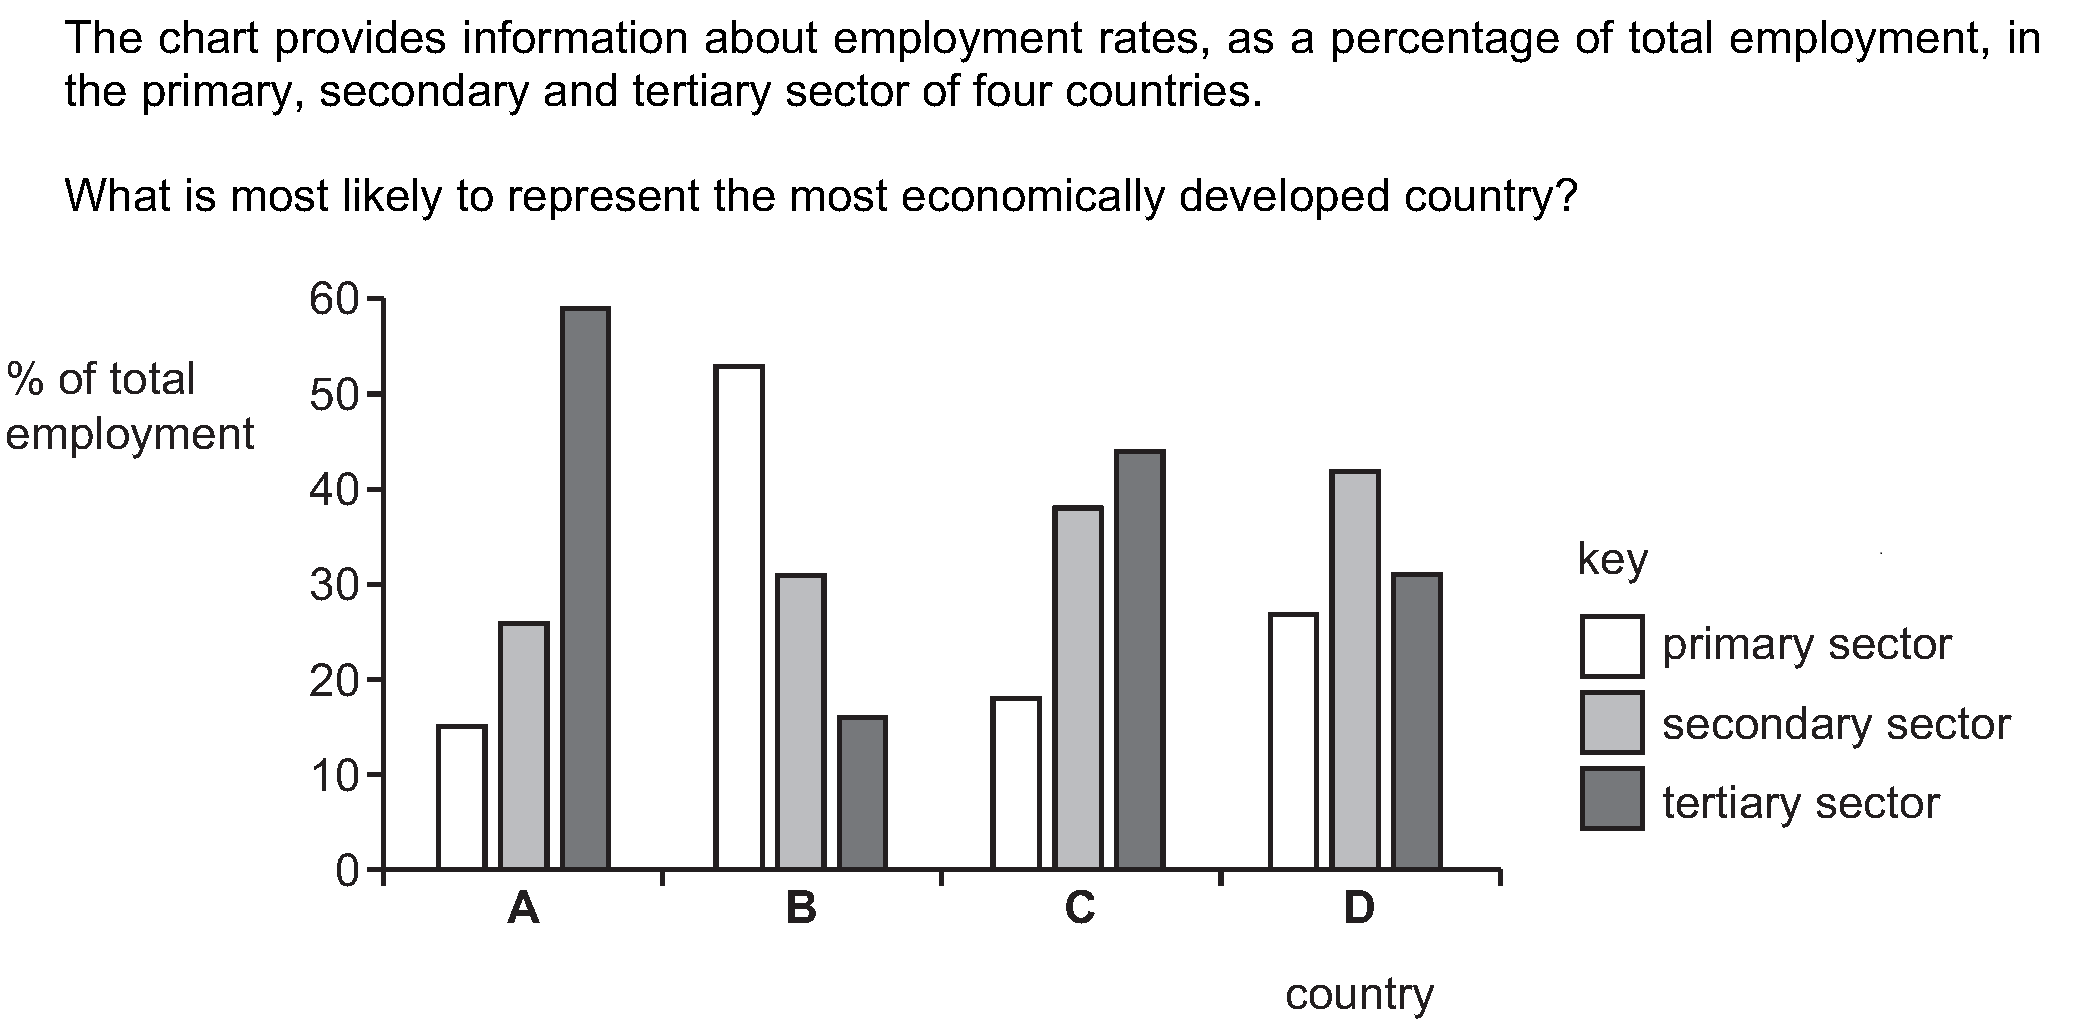 The chart provides information about employment rates, as a percentage of total employment, in
the primary, secondary and tertiary sector of four countries.
What is most likely to represent the most economically developed country?
% of total
employment
60
50
40
30
20
10
0
A B C D
country
key
primary sector
secondary sector
tertiary sector